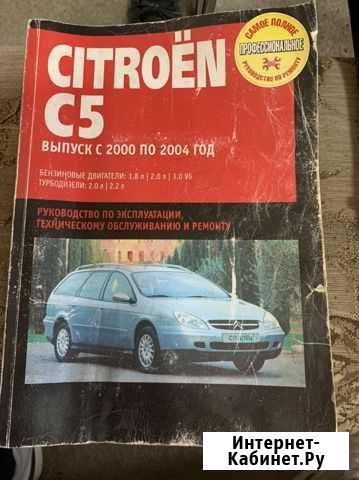 CITROËN
C5
САМОЕ ПОЛНОЕ
ПРОФЕССИОНАЛЬНОЕ
РУКОВОДСТВО ПО РЕМОНТУ
ВЫПУСК С 2000 ПО 2004 ГОД
БЕНЗИНОВЫЕ ДВИГАТЕЛИ: 1.8 л | 2.0 л | 3.0 V6
ТУРБОДИЗЕЛИ: 2.0 л | 2.2 л
РУКОВОДСТВО ПО ЭКСПЛУАТАЦИИ,
ТЕХНИЧЕСКОМУ ОБСЛУЖИВАНИЮ И РЕМОНТУ
Интернет-
Кабинет.Ру